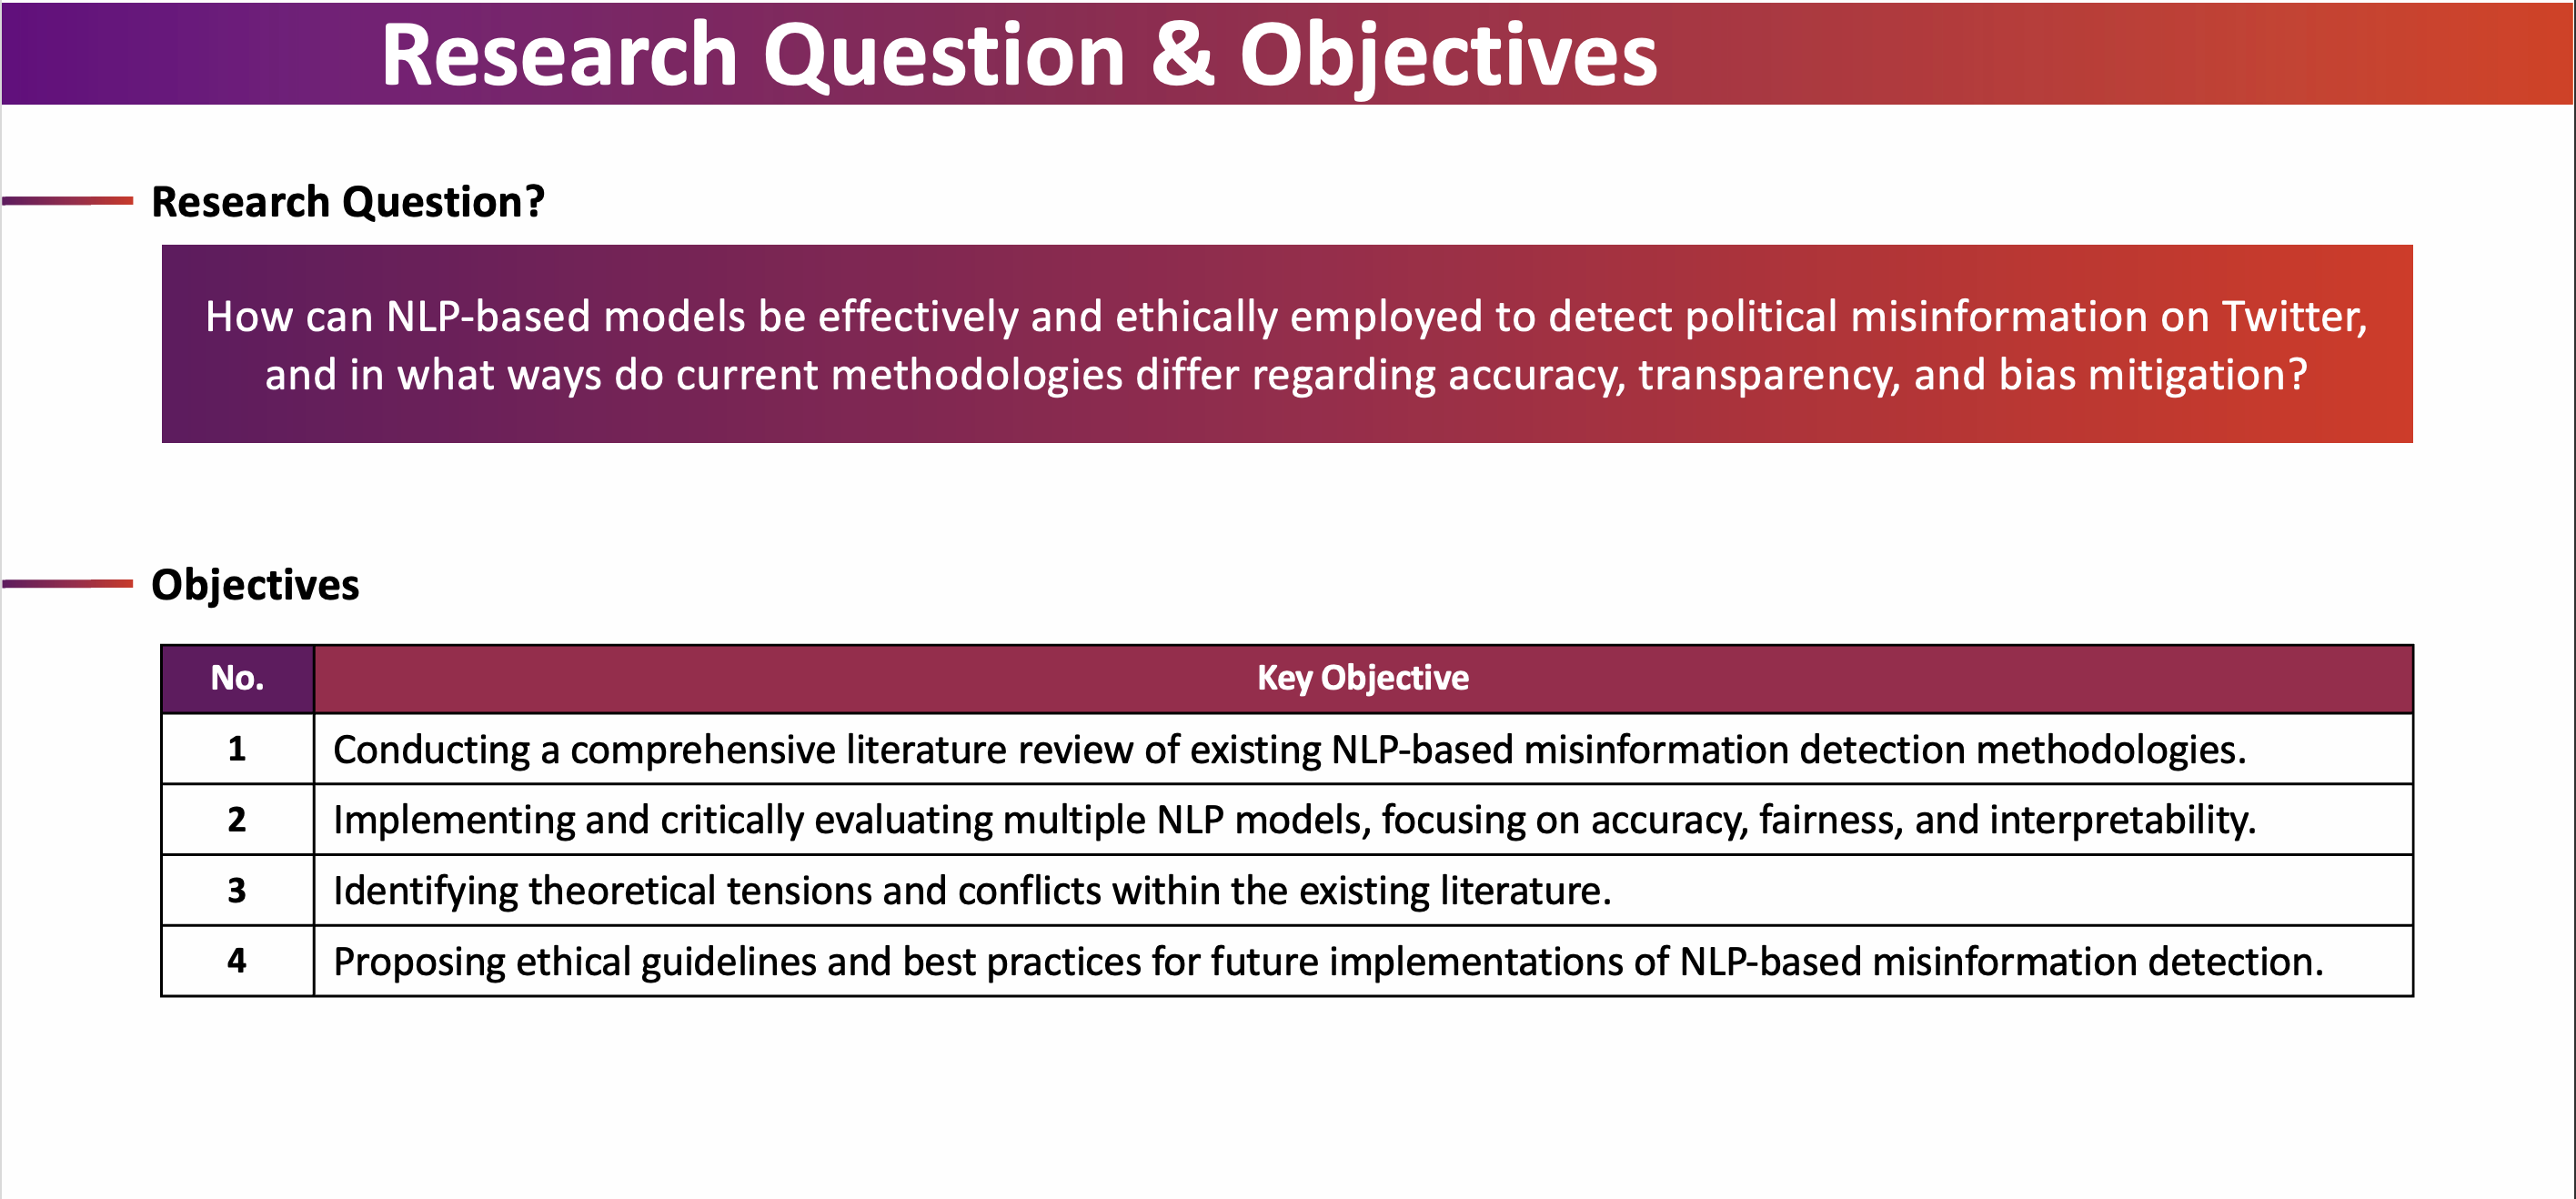 Research Question & Objectives
Research Question?
How can NLP-based models be effectively and ethically employed to detect political misinformation on Twitter,
and in what ways do current methodologies differ regarding accuracy, transparency, and bias mitigation?
Objectives
No. Key Objective
1 Conducting a comprehensive literature review of existing NLP-based misinformation detection methodologies.
2 Implementing and critically evaluating multiple NLP models, focusing on accuracy, fairness, and interpretability.
3 Identifying theoretical tensions and conflicts within the existing literature.
4 Proposing ethical guidelines and best practices for future implementations of NLP-based misinformation detection.